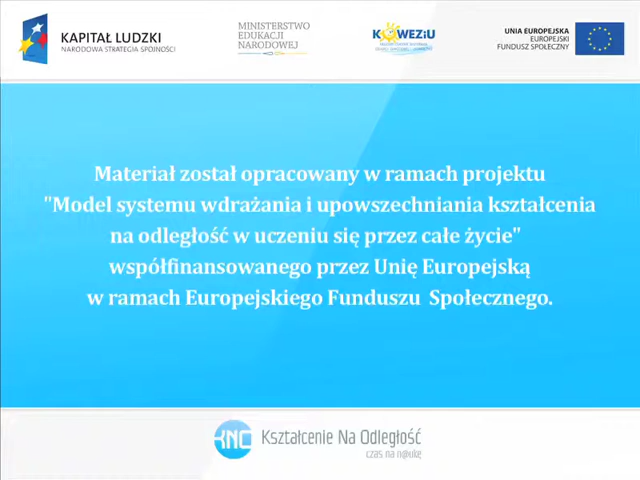 KAPITAŁ LUDZKI
NARODOWA STRATEGIA SPÓJNOŚCI
MINISTERSTWO
EDUKACJI
NARODOWEJ
KOWEZiU
UNIA EUROPEJSKA
EUROPEJSKI
FUNDUSZ SPOŁECZNY
Materiał został opracowany w ramach projektu
"Model systemu wdrażania i upowszechniania kształcenia
na odległość w uczeniu się przez całe życie"
współfinansowanego przez Unię Europejską
w ramach Europejskiego Funduszu Społecznego.
KNO Kształcenie Na Odległość
czas na n@ukę